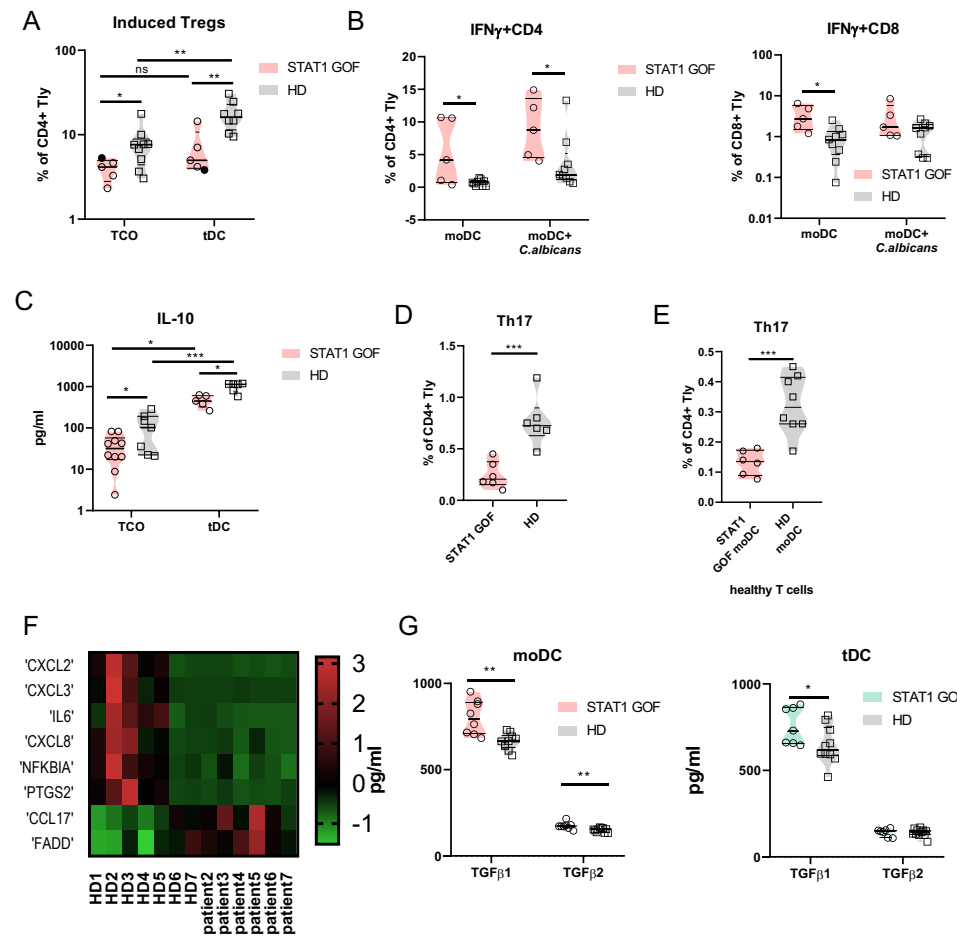 A
Induced Tregs
% of CD4+ Tly
100
10
1
ns
**
*
**
TCO
tDC
STAT1 GOF
HD
B
IFNγ+CD4
% of CD4+ Tly
20
15
10
5
0
-5
*
*
moDC
moDC+
C.albicans
STAT1 GOF
HD
IFNγ+CD8
% of CD8+ Tly
100
10
1
0.1
0.01
*
moDC
moDC+
C.albicans
STAT1 GOF
HD
C
IL-10
pg/ml
10000
1000
100
10
1
*
***
*
*
TCO
tDC
STAT1 GOF
HD
D
Th17
% of CD4+ Tly
1.5
1.0
0.5
0.0
***
STAT1 GOF
HD
E
Th17
% of CD4+ Tly
0.5
0.4
0.3
0.2
0.1
0.0
***
STAT1
GOF moDC
HD
moDC
healthy T cells
F
'CXCL2'
'CXCL3'
'IL6'
'CXCL8'
'NFKBIA'
'PTGS2'
'CCL17'
'FADD'
HD1
HD2
HD3
HD4
HD5
HD6
HD7
patient2
patient3
patient4
patient5
patient6
patient7
3
2
1
0
-1
G
moDC
pg/ml
1000
500
0
**
**
TGFβ1
TGFβ2
STAT1 GOF
HD
tDC
pg/ml
1000
500
0
*
TGFβ1
TGFβ2
STAT1 GO
HD